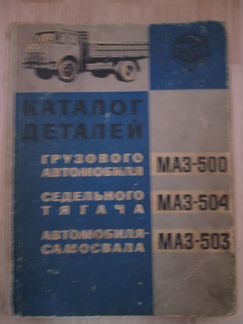 КАТАЛОГ
ДЕТАЛЕЙ
ГРУЗОВОГО
АВТОМОБИЛЯ МАЗ-500
СЕДЕЛЬНОГО
ТЯГАЧА МАЗ-504
АВТОМОБИЛЯ-
САМОСВАЛА МАЗ-503